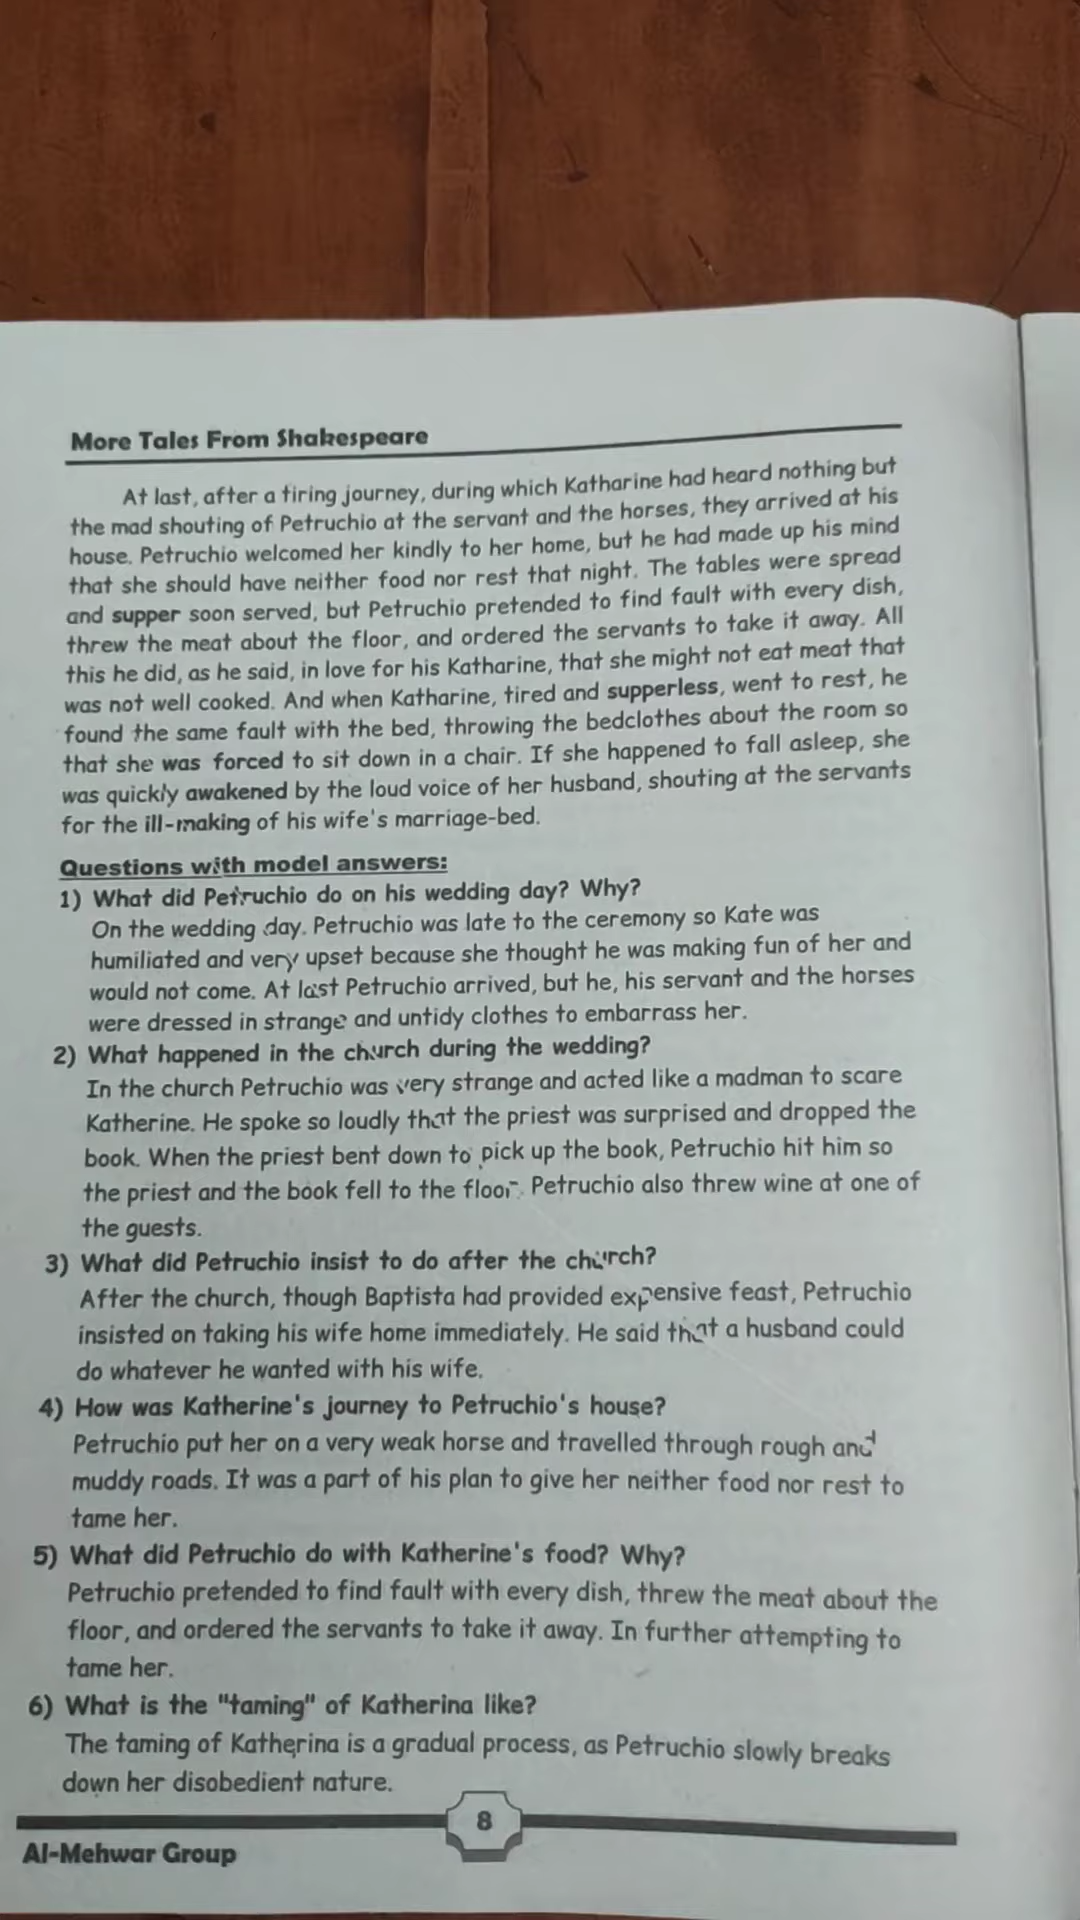 More Tales From Shakespeare
At last, after a tiring journey, during which Katharine had heard nothing but
the mad shouting of Petruchio at the servant and the horses, they arrived at his
house. Petruchio welcomed her kindly to her home, but he had made up his mind
that she should have neither food nor rest that night. The tables were spread
and supper soon served, but Petruchio pretended to find fault with every dish,
threw the meat about the floor, and ordered the servants to take it away. All
this he did, as he said, in love for his Katharine, that she might not eat meat that
was not well cooked. And when Katharine, tired and supperless, went to rest, he
found the same fault with the bed, throwing the bedclothes about the room so
that she was forced to sit down in a chair. If she happened to fall asleep, she
was quickly awakened by the loud voice of her husband, shouting at the servants
for the ill-making of his wife's marriage-bed.
Questions with model answers:
1) What did Petruchio do on his wedding day? Why?
On the wedding day. Petruchio was late to the ceremony so Kate was
humiliated and very upset because she thought he was making fun of her and
would not come. At last Petruchio arrived, but he, his servant and the horses
were dressed in strange and untidy clothes to embarrass her.
2) What happened in the church during the wedding?
In the church Petruchio was very strange and acted like a madman to scare
Katherine. He spoke so loudly that the priest was surprised and dropped the
book. When the priest bent down to pick up the book, Petruchio hit him so
the priest and the book fell to the floor. Petruchio also threw wine at one of
the guests.
3) What did Petruchio insist to do after the church?
After the church, though Baptista had provided expensive feast, Petruchio
insisted on taking his wife home immediately. He said that a husband could
do whatever he wanted with his wife.
4) How was Katherine's journey to Petruchio's house?
Petruchio put her on a very weak horse and travelled through rough and
muddy roads. It was a part of his plan to give her neither food nor rest to
tame her.
5) What did Petruchio do with Katherine's food? Why?
Petruchio pretended to find fault with every dish, threw the meat about the
floor, and ordered the servants to take it away. In further attempting to
tame her.
6) What is the "taming" of Katherina like?
The taming of Katherina is a gradual process, as Petruchio slowly breaks
down her disobedient nature.
8
Al-Mehwar Group